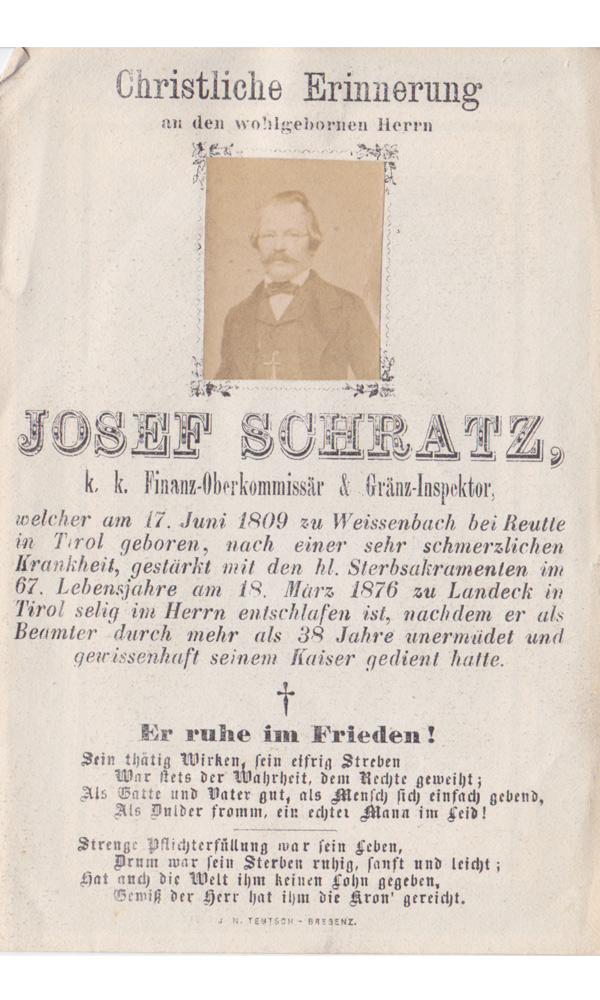 Christliche Erinnerung
an den wohlgebornen Herrn
JOSEF SCHRATZ,
k. k. Finanz-Oberkommissär & Gränz-Inspektor,
welcher am 17. Juni 1809 zu Weissenbach bei Reutte
in Tirol geboren, nach einer sehr schmerzlichen
Krankheit, gestärkt mit den hl. Sterbsakramenten im
67. Lebensjahre am 18. März 1876 zu Landeck in
Tirol selig im Herrn entschlafen ist, nachdem er als
Beamter durch mehr als 38 Jahre unermüdet und
gewissenhaft seinem Kaiser gedient hatte.
Er ruhe im Frieden!
Sein thätig Wirken, sein eifrig Streben
War stets der Wahrheit, dem Rechte geweiht;
Als Gatte und Vater gut, als Mensch sich einfach gebend,
Als Dulder fromm, ein echter Mann im Leid!
Strenge Pflichterfüllung war sein Leben,
Drum war sein Sterben ruhig, sanft und leicht;
Hat auch die Welt ihm keinen Lohn gegeben,
Gewiß der Herr hat ihm die Kron' gereicht.
J. N. TEUTSCH - BREGENZ.